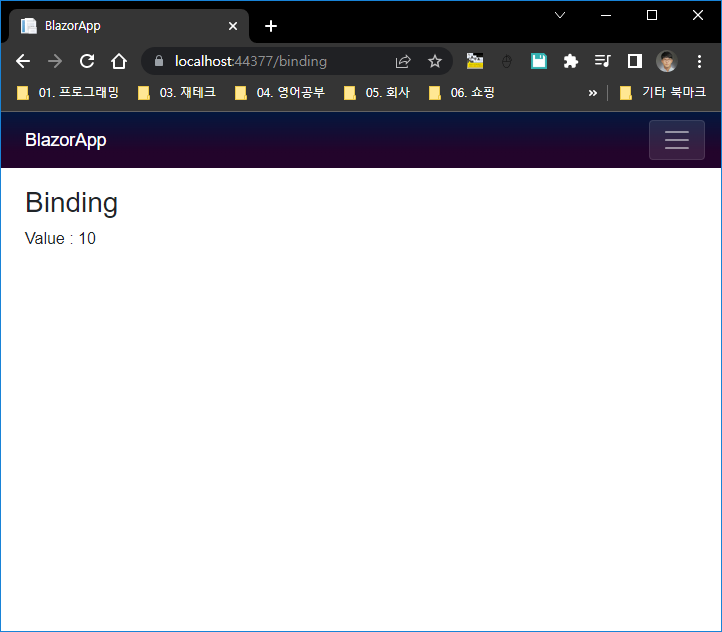 BlazorApp
localhost:44377/binding
01. 프로그래밍 03. 재테크 04. 영어공부 05. 회사 06. 쇼핑 » 기타 북마크
BlazorApp
Binding
Value : 10